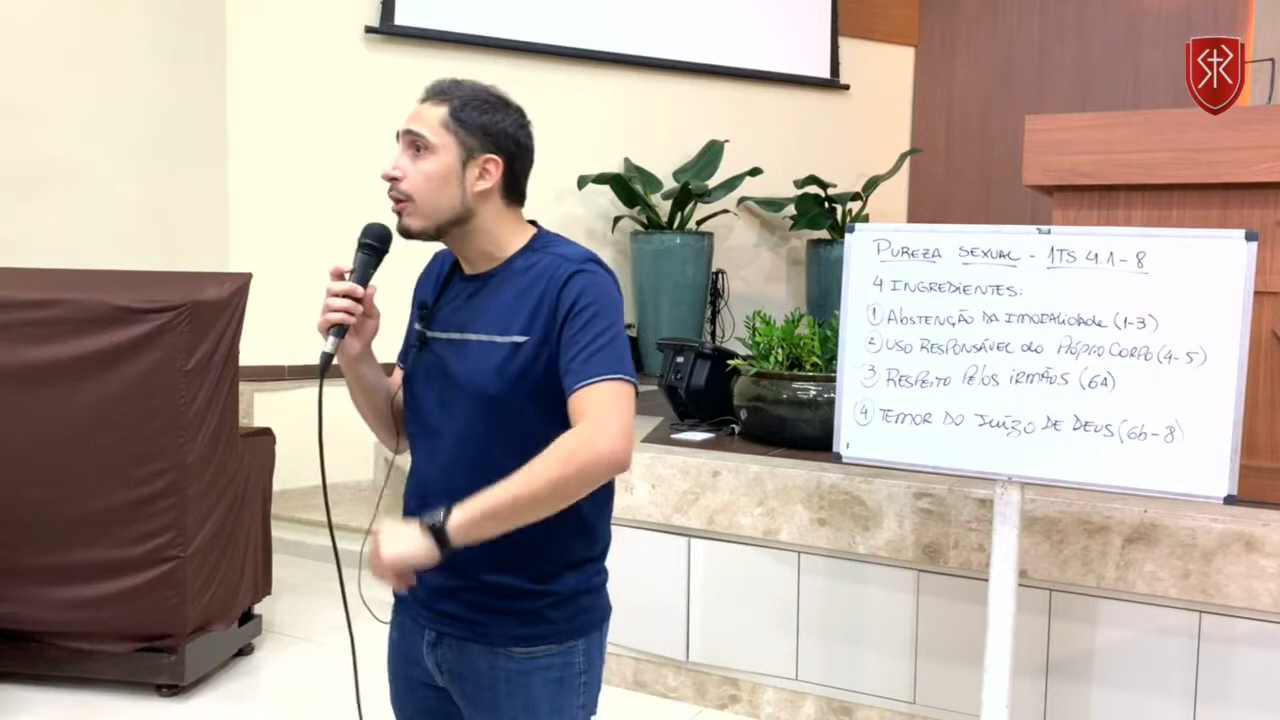 PUREZA SEXUAL - 1TS 4.1-8
4 INGREDIENTES:
1 ABSTENÇÃO DA IMORALIDADE (1-3)
2 USO RESPONSÁVEL do PRÓPRIO CORPO (4-5)
3 RESPEITO PELOS IRMÃOS (6A)
4 TEMOR DO JUÍZO DE DEUS (6b-8)